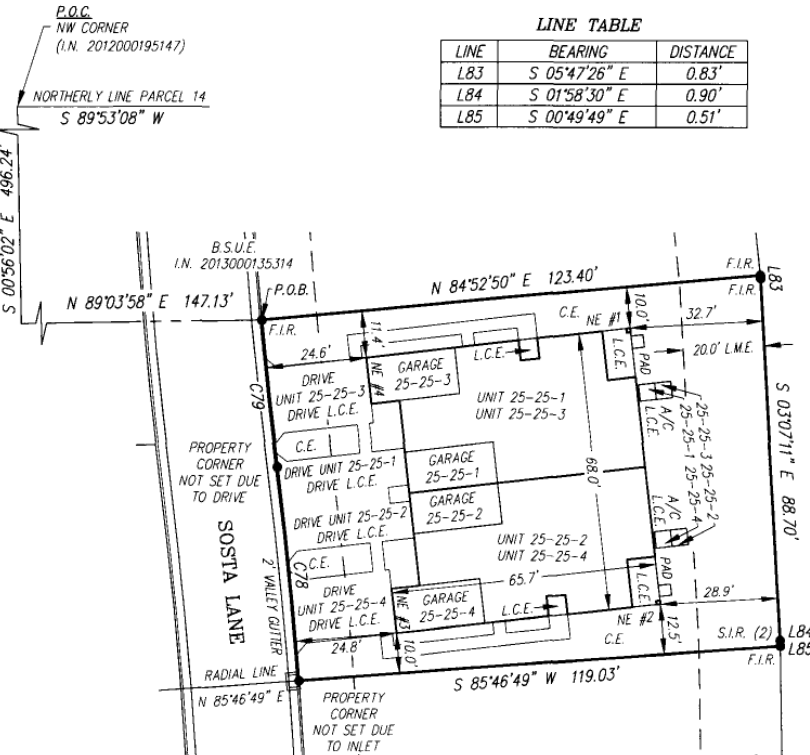 P.O.C.
NW CORNER
(I.N. 2012000195147)
NORTHERLY LINE PARCEL 14
S 89°53'08" W
S 00°56'02" E 496.24'
N 89°03'58" E 147.13'
LINE TABLE
LINE BEARING DISTANCE
L83 S 05°47'26" E 0.83'
L84 S 01°58'30" E 0.90'
L85 S 00°49'49" E 0.51'
B.S.U.E.
I.N. 2013000135314
P.O.B.
F.I.R.
N 84°52'50" E 123.40'
F.I.R.
L83
F.I.R.
C.E.
NE #1
10.0'
32.7'
11.4'
24.6'
NE #4
GARAGE
25-25-3
L.C.E.
L.C.E.
PAD
20.0' L.M.E.
DRIVE
UNIT 25-25-3
DRIVE L.C.E.
UNIT 25-25-1
UNIT 25-25-3
C79
C.E.
A/C
L.C.E.
25-25-3
25-25-1
25-25-2
25-25-4
A/C
L.C.E.
S 03°07'11" E 88.70'
PROPERTY
CORNER
NOT SET DUE
TO DRIVE
DRIVE UNIT 25-25-1
DRIVE L.C.E.
GARAGE
25-25-1
68.0'
DRIVE UNIT 25-25-2
DRIVE L.C.E.
GARAGE
25-25-2
SOSTA LANE
2' VALLEY GUTTER
C78
C.E.
UNIT 25-25-2
UNIT 25-25-4
65.7'
DRIVE
UNIT 25-25-4
DRIVE L.C.E.
NE #3
GARAGE
25-25-4
L.C.E.
L.C.E.
PAD
28.9'
NE #2
C.E.
12.5'
S.I.R. (2)
L84
L85
F.I.R.
24.8'
10.0'
RADIAL LINE
N 85°46'49" E
S 85°46'49" W 119.03'
PROPERTY
CORNER
NOT SET DUE
TO INLET